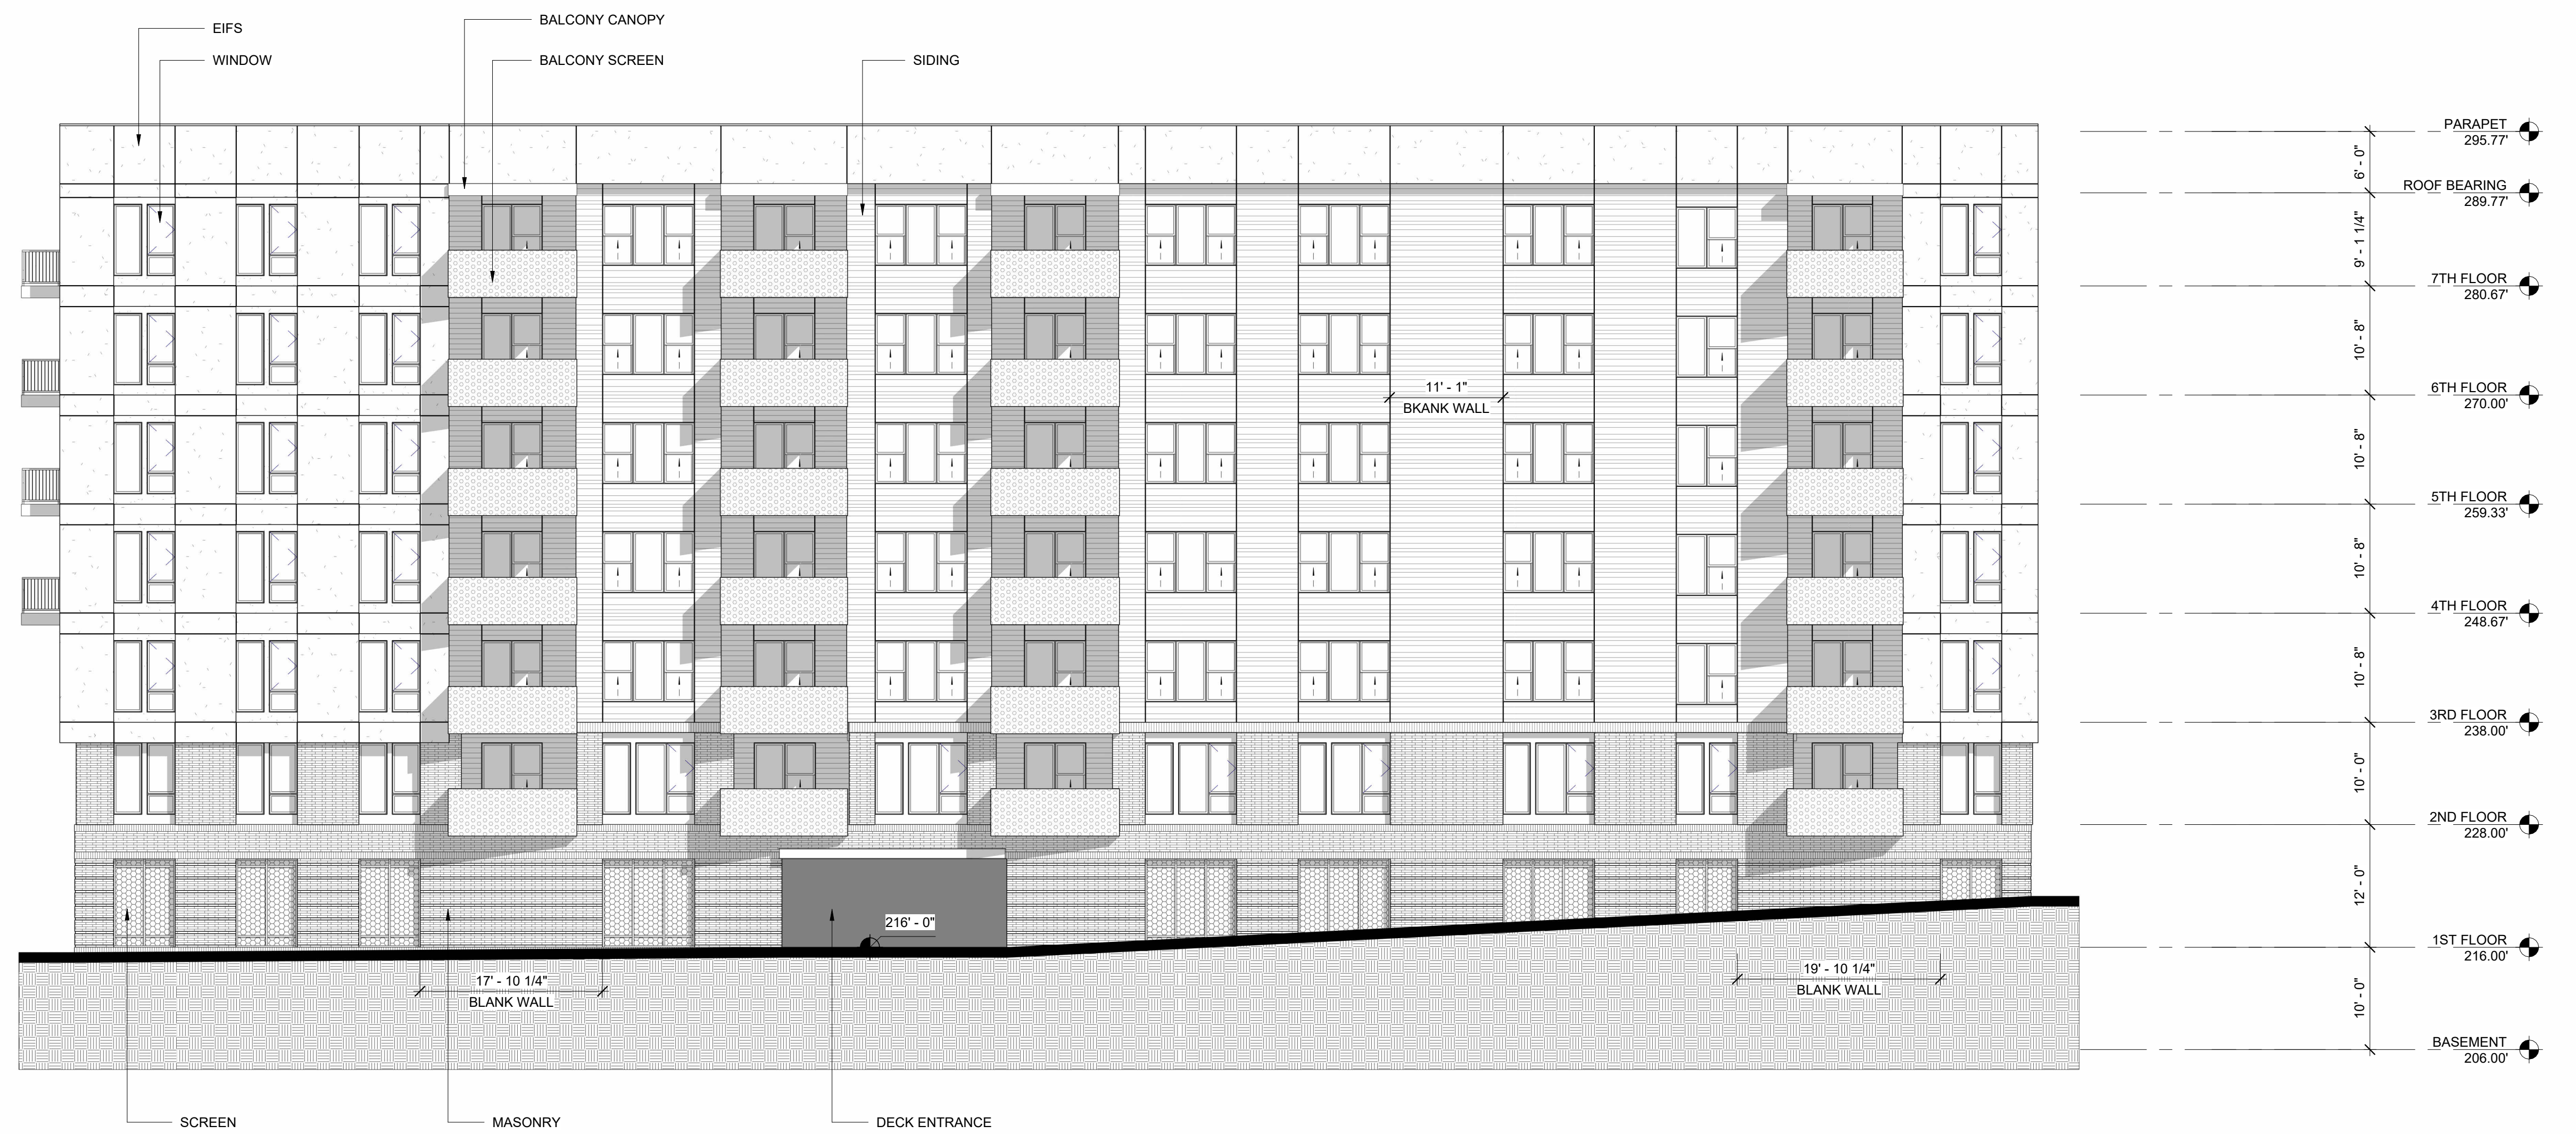 BALCONY CANOPY
EIFS
WINDOW
BALCONY SCREEN
SIDING
PARAPET
295.77'
6' - 0"
ROOF BEARING
289.77'
9' - 1 1/4"
7TH FLOOR
280.67'
10' - 8"
11' - 1"
BKANK WALL
6TH FLOOR
270.00'
10' - 8"
5TH FLOOR
259.33'
10' - 8"
4TH FLOOR
248.67'
10' - 8"
3RD FLOOR
238.00'
10' - 0"
2ND FLOOR
228.00'
12' - 0"
216' - 0"
1ST FLOOR
216.00'
17' - 10 1/4"
BLANK WALL
19' - 10 1/4"
BLANK WALL
10' - 0"
BASEMENT
206.00'
SCREEN
MASONRY
DECK ENTRANCE